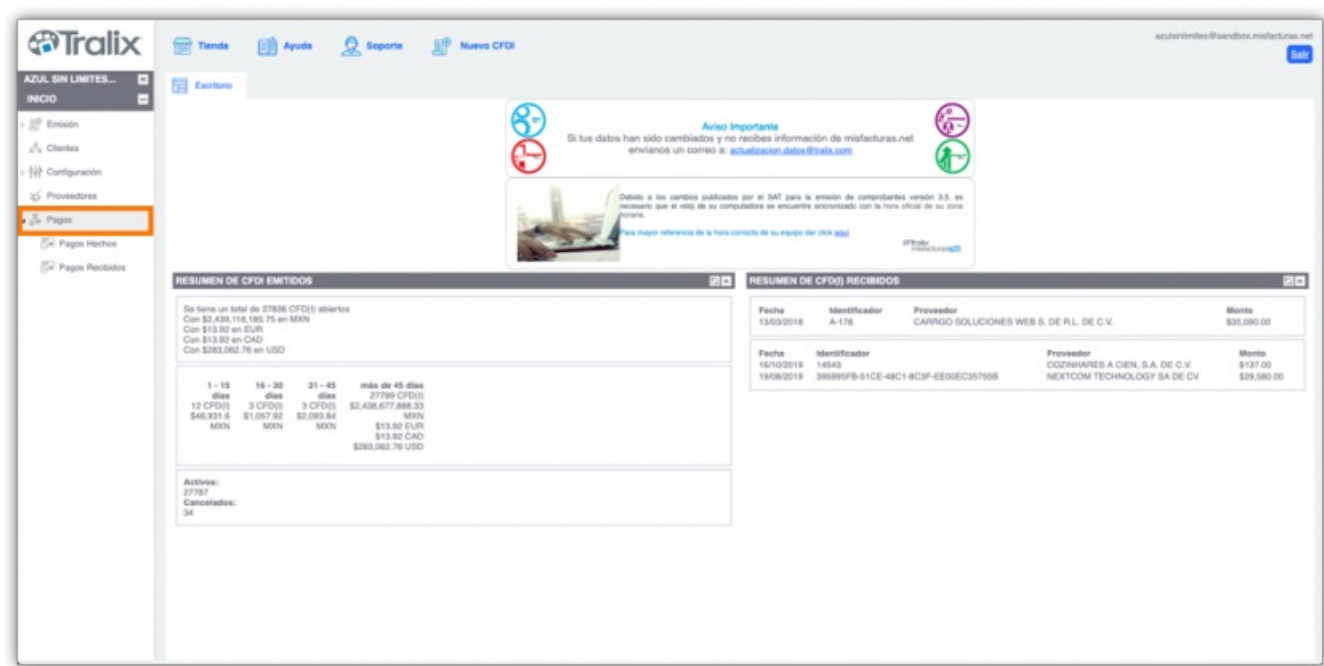 Tralix
Tienda
Ayuda
Soporte
Nuevo CFDI
azulsinlimites@sandbox.misfacturas.net
Salir
AZUL SIN LIMITES...
INICIO
Emisión
Clientes
Configuración
Proveedores
Pagos
Pagos Hechos
Pagos Recibidos
Escritorio
Aviso Importante
Si tus datos han sido cambiados y no recibes información de misfacturas.net
envíanos un correo a: actualizacion.datos@tralix.com
Debido a los cambios publicados por el SAT para la emisión de comprobantes versión 3.3, es
necesario que el reloj de su computadora se encuentre sincronizado con la hora oficial de su zona
horaria.
Para mayor referencia de la hora correcta de su equipo dar click aquí
Tralix
misfacturas
RESUMEN DE CFDI EMITIDOS
Se tiene un total de 27836 CFD(I) abiertos
Con $2,439,118,185.75 en MXN
Con $13.92 en EUR
Con $13.92 en CAD
Con $283,062.76 en USD
1 - 15 16 - 30 31 - 45 más de 45 días
días días días 27789 CFD(I)
12 CFD(I) 3 CFD(I) 3 CFD(I) $2,438,677,888.33
$46,931.6 $1,057.92 $2,093.84 MXN
MXN MXN MXN $13.92 EUR
$13.92 CAD
$283,062.76 USD
Activos:
27787
Cancelados:
34
RESUMEN DE CFD(I) RECIBIDOS
Fecha Identificador Proveedor Monto
13/03/2018 A-178 CARRGO SOLUCIONES WEB S. DE R.L. DE C.V. $35,090.00
Fecha Identificador Proveedor Monto
16/10/2019 14543 COZINHARES A CIEN, S.A. DE C.V. $137.00
19/08/2019 395995FB-51CE-48C1-8C3F-EE00EC35755B NEXTCOM TECHNOLOGY SA DE CV $29,580.00